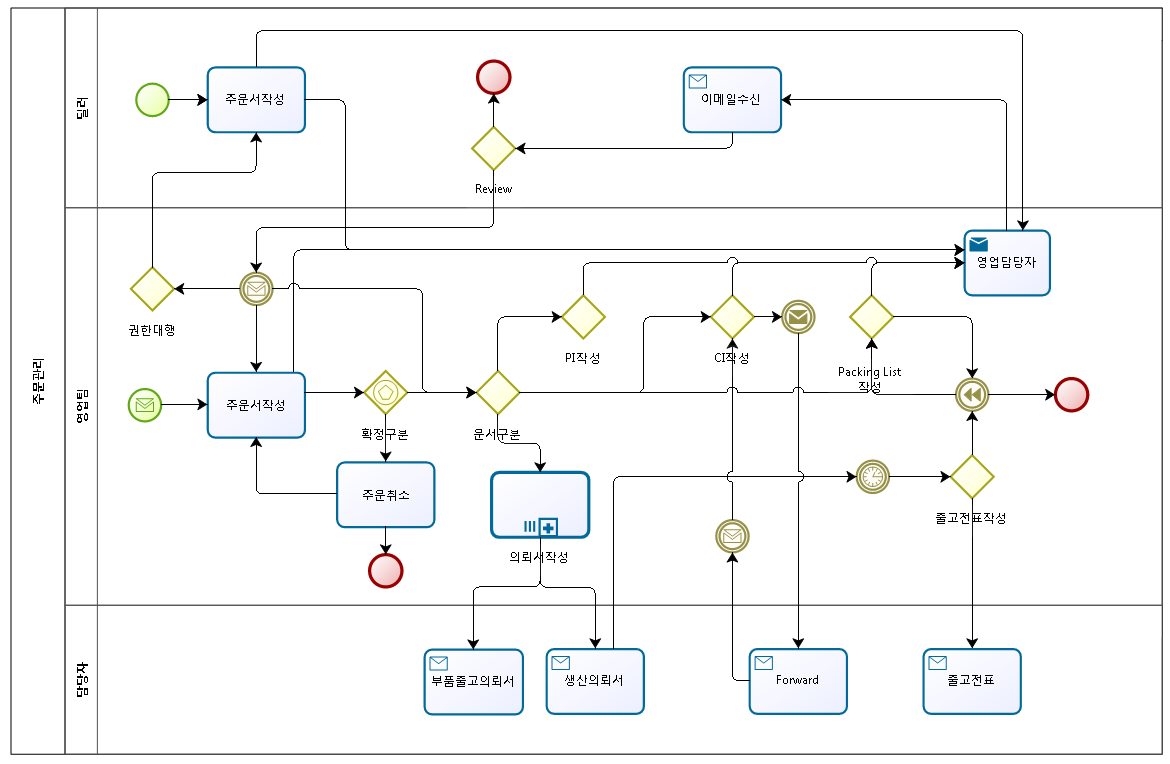 주문관리
딜러
주문서작성
이메일수신
Review
영업팀
영업담당자
권한대행
PI작성
CI작성
Packing List
작성
주문서작성
확정구분
문서구분
주문취소
출고전표작성
의뢰서작성
담당자
부품출고의뢰서
생산의뢰서
Forward
출고전표